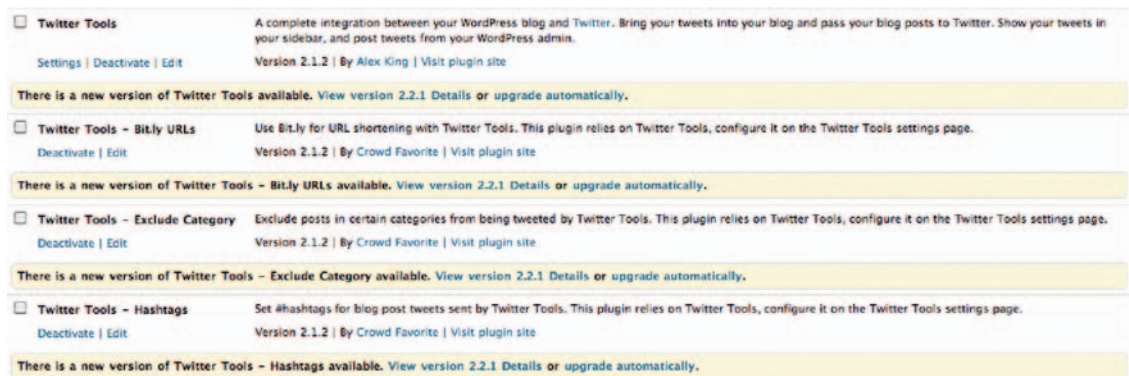 Twitter Tools
A complete integration between your WordPress blog and Twitter. Bring your tweets into your blog and pass your blog posts to Twitter. Show your tweets in
your sidebar, and post tweets from your WordPress admin.
Settings | Deactivate | Edit
Version 2.1.2 | By Alex King | Visit plugin site
There is a new version of Twitter Tools available. View version 2.2.1 Details or upgrade automatically.
Twitter Tools - Bit.ly URLs
Use Bit.ly for URL shortening with Twitter Tools. This plugin relies on Twitter Tools, configure it on the Twitter Tools settings page.
Deactivate | Edit
Version 2.1.2 | By Crowd Favorite | Visit plugin site
There is a new version of Twitter Tools - Bit.ly URLs available. View version 2.2.1 Details or upgrade automatically.
Twitter Tools - Exclude Category
Exclude posts in certain categories from being tweeted by Twitter Tools. This plugin relies on Twitter Tools, configure it on the Twitter Tools settings page.
Deactivate | Edit
Version 2.1.2 | By Crowd Favorite | Visit plugin site
There is a new version of Twitter Tools - Exclude Category available. View version 2.2.1 Details or upgrade automatically.
Twitter Tools - Hashtags
Set #hashtags for blog post tweets sent by Twitter Tools. This plugin relies on Twitter Tools, configure it on the Twitter Tools settings page.
Deactivate | Edit
Version 2.1.2 | By Crowd Favorite | Visit plugin site
There is a new version of Twitter Tools - Hashtags available. View version 2.2.1 Details or upgrade automatically.